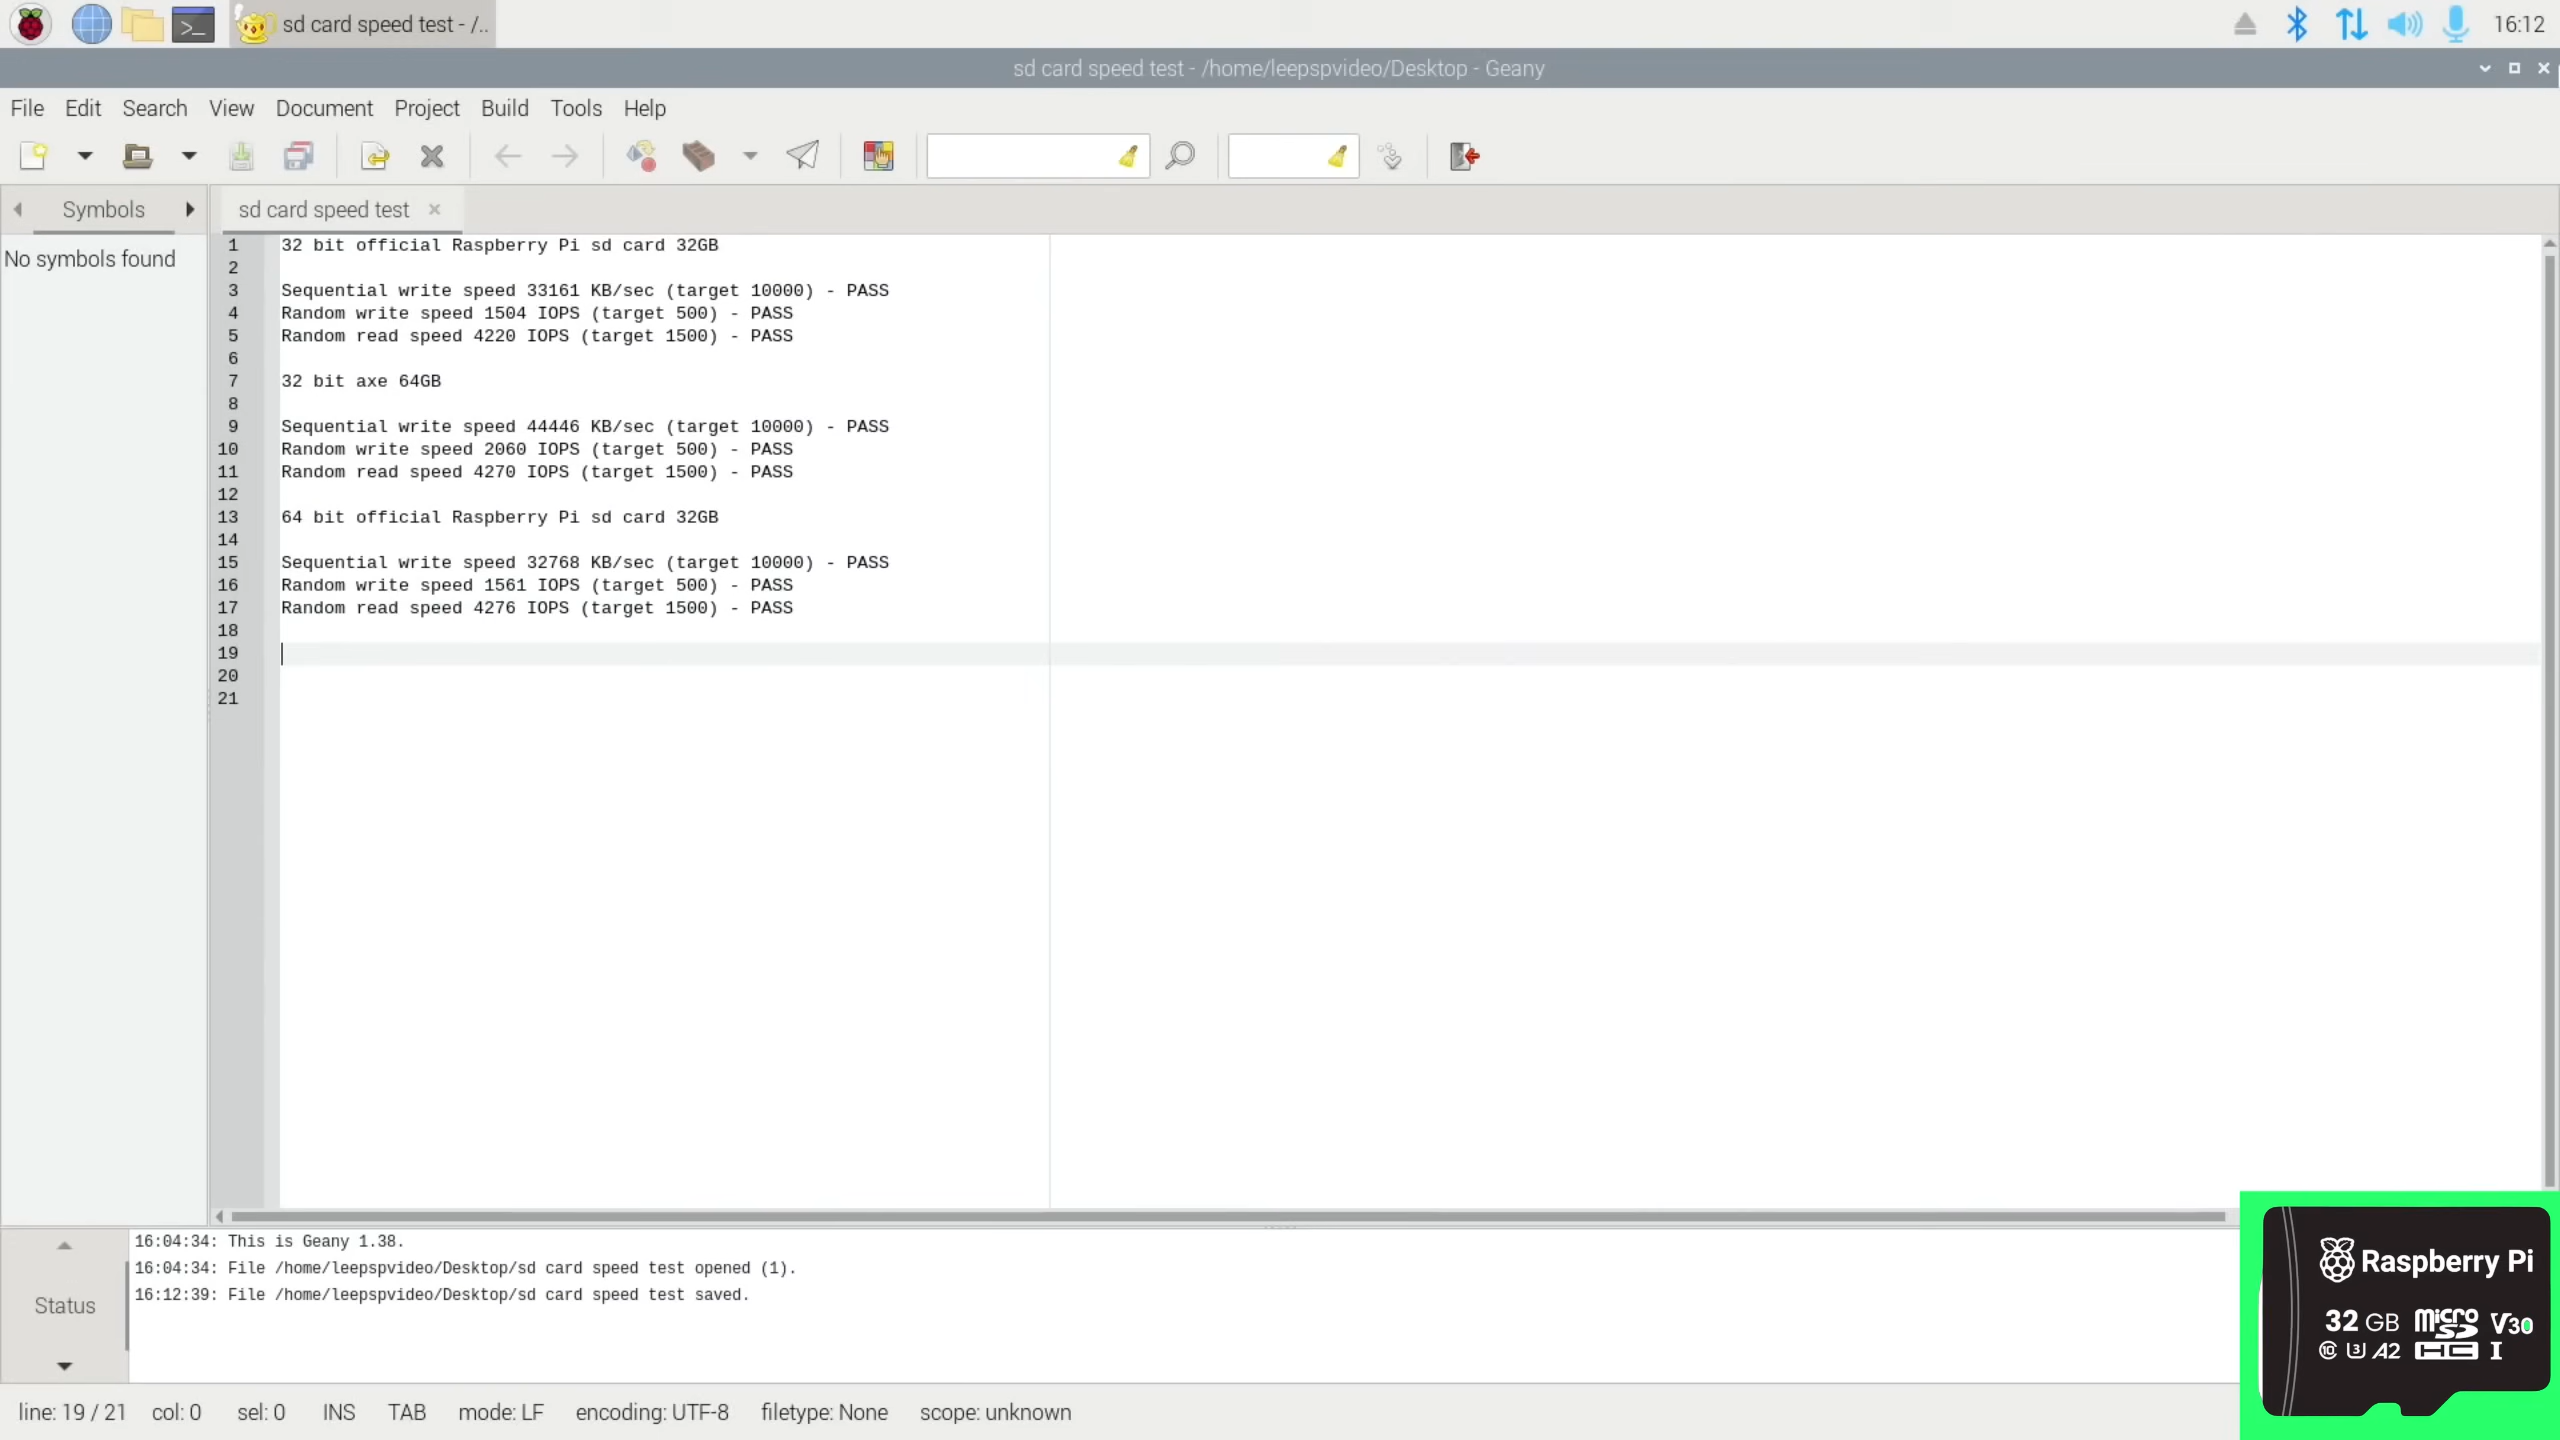 sd card speed test - /..
16:12
sd card speed test - /home/leepspvideo/Desktop - Geany
File Edit Search View Document Project Build Tools Help
Symbols
sd card speed test
No symbols found
1 32 bit official Raspberry Pi sd card 32GB
2
3 Sequential write speed 33161 KB/sec (target 10000) - PASS
4 Random write speed 1504 IOPS (target 500) - PASS
5 Random read speed 4220 IOPS (target 1500) - PASS
6
7 32 bit axe 64GB
8
9 Sequential write speed 44446 KB/sec (target 10000) - PASS
10 Random write speed 2060 IOPS (target 500) - PASS
11 Random read speed 4270 IOPS (target 1500) - PASS
12
13 64 bit official Raspberry Pi sd card 32GB
14
15 Sequential write speed 32768 KB/sec (target 10000) - PASS
16 Random write speed 1561 IOPS (target 500) - PASS
17 Random read speed 4276 IOPS (target 1500) - PASS
18
19
20
21
Status
16:04:34: This is Geany 1.38.
16:04:34: File /home/leepspvideo/Desktop/sd card speed test opened (1).
16:12:39: File /home/leepspvideo/Desktop/sd card speed test saved.
line: 19 / 21 col: 0 sel: 0 INS TAB mode: LF encoding: UTF-8 filetype: None scope: unknown
Raspberry Pi
32 GB micro SD V30
10 3 A2 HC I